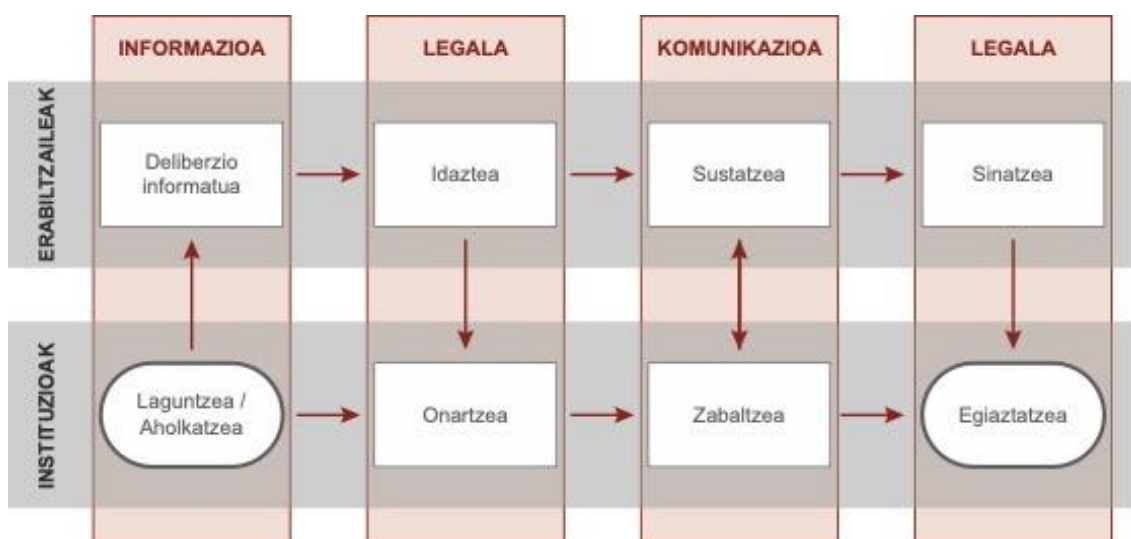 INFORMAZIOA
LEGALA
KOMUNIKAZIOA
LEGALA
ERABILTZAILEAK
Deliberzio
informatua
Idaztea
Sustatzea
Sinatzea
INSTITUZIOAK
Laguntzea /
Aholkatzea
Onartzea
Zabaltzea
Egiaztatzea